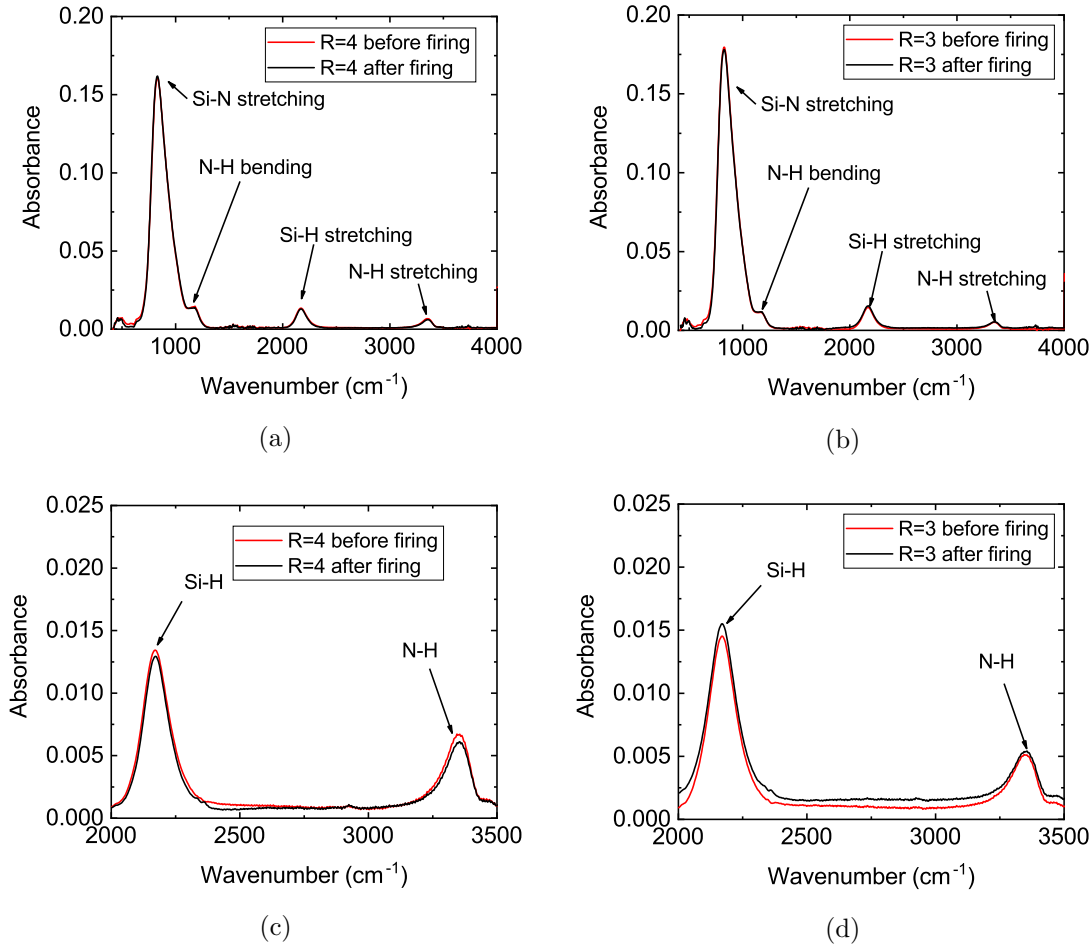 0.20
0.15
0.10
0.05
0.00
Absorbance
R=4 before firing
R=4 after firing
Si-N stretching
N-H bending
Si-H stretching
N-H stretching
1000 2000 3000 4000
Wavenumber (cm⁻¹)
(a)
0.20
0.15
0.10
0.05
0.00
Absorbance
R=3 before firing
R=3 after firing
Si-N stretching
N-H bending
Si-H stretching
N-H stretching
1000 2000 3000 4000
Wavenumber (cm⁻¹)
(b)
0.025
0.020
0.015
0.010
0.005
0.000
Absorbance
R=4 before firing
R=4 after firing
Si-H
N-H
2000 2500 3000 3500
Wavenumber (cm⁻¹)
(c)
0.025
0.020
0.015
0.010
0.005
0.000
Absorbance
R=3 before firing
R=3 after firing
Si-H
N-H
2000 2500 3000 3500
Wavenumber (cm⁻¹)
(d)